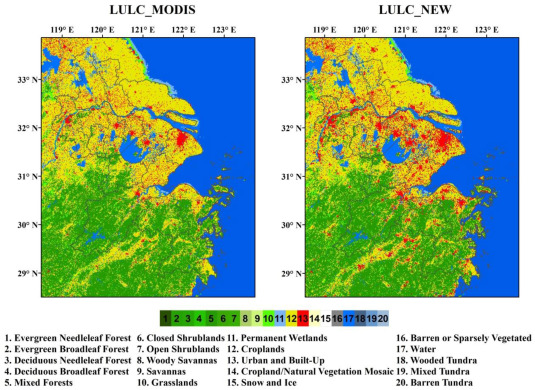 LULC_MODIS LULC_NEW
119° E 120° E 121° E 122° E 123° E 119° E 120° E 121° E 122° E 123° E
33° N 33° N
32° N 32° N
31° N 31° N
30° N 30° N
29° N 29° N
1 2 3 4 5 6 7 8 9 10 11 12 13 14 15 16 17 18 19 20
1. Evergreen Needleleaf Forest 6. Closed Shrublands 11. Permanent Wetlands 16. Barren or Sparsely Vegetated
2. Evergreen Broadleaf Forest 7. Open Shrublands 12. Croplands 17. Water
3. Deciduous Needleleaf Forest 8. Woody Savannas 13. Urban and Built-Up 18. Wooded Tundra
4. Deciduous Broadleaf Forest 9. Savannas 14. Cropland/Natural Vegetation Mosaic 19. Mixed Tundra
5. Mixed Forests 10. Grasslands 15. Snow and Ice 20. Barren Tundra